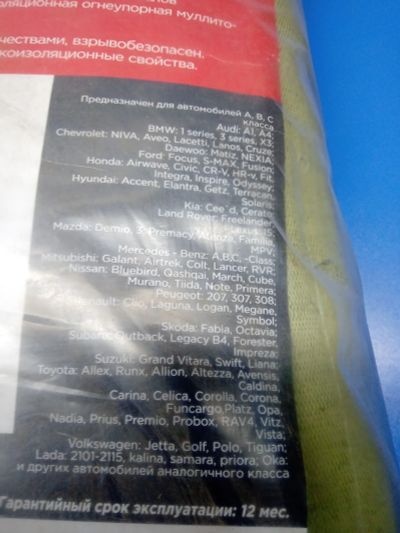 оляционная огнеупорная муллито-
чествами, взрывобезопасен.
коизоляционные свойства.
Предназначен для автомобилей А, В, С
класса
Audi: A1, A4;
BMW: 1 series, 3 series, X3;
Chevrolet: NIVA, Aveo, Lacetti, Lanos, Cruze;
Daewoo: Matiz, NEXIA;
Ford: Focus, S-MAX, Fusion;
Honda: Airwave, Civic, CR-V, HR-v, Fit,
Integra, Inspire, Odyssey;
Hyundai: Accent, Elantra, Getz, Terracan,
Solaris;
Kia: Cee`d, Cerato;
Land Rover: Freelander;
Lexus: IS;
Mazda: Demio, 3, Premacy, Familia,
MPV;
Mercedes - Benz: A,B,C, -Class;
Mitsubishi: Galant, Airtrek, Colt, Lancer, RVR;
Nissan: Bluebird, Qashqai, March, Cube,
Murano, Tiida, Note, Primera;
Peugeot: 207, 307, 308;
Renault: Clio, Laguna, Logan, Megane,
Symbol;
Skoda: Fabia, Octavia;
Subaru: Outback, Legacy B4, Forester,
Impreza;
Suzuki: Grand Vitara, Swift, Liana;
Toyota: Allex, Runx, Allion, Altezza, Avensis,
Caldina,
Carina, Celica, Corolla, Corona,
Funcargo,Platz, Opa,
Nadia, Prius, Premio, Probox, RAV4, Vitz,
Vista;
Volkswagen: Jetta, Golf, Polo, Tiguan;
Lada: 2101-2115, kalina, samara, priora; Oka;
и других автомобилей аналогичного класса
Гарантийный срок эксплуатации: 12 мес.